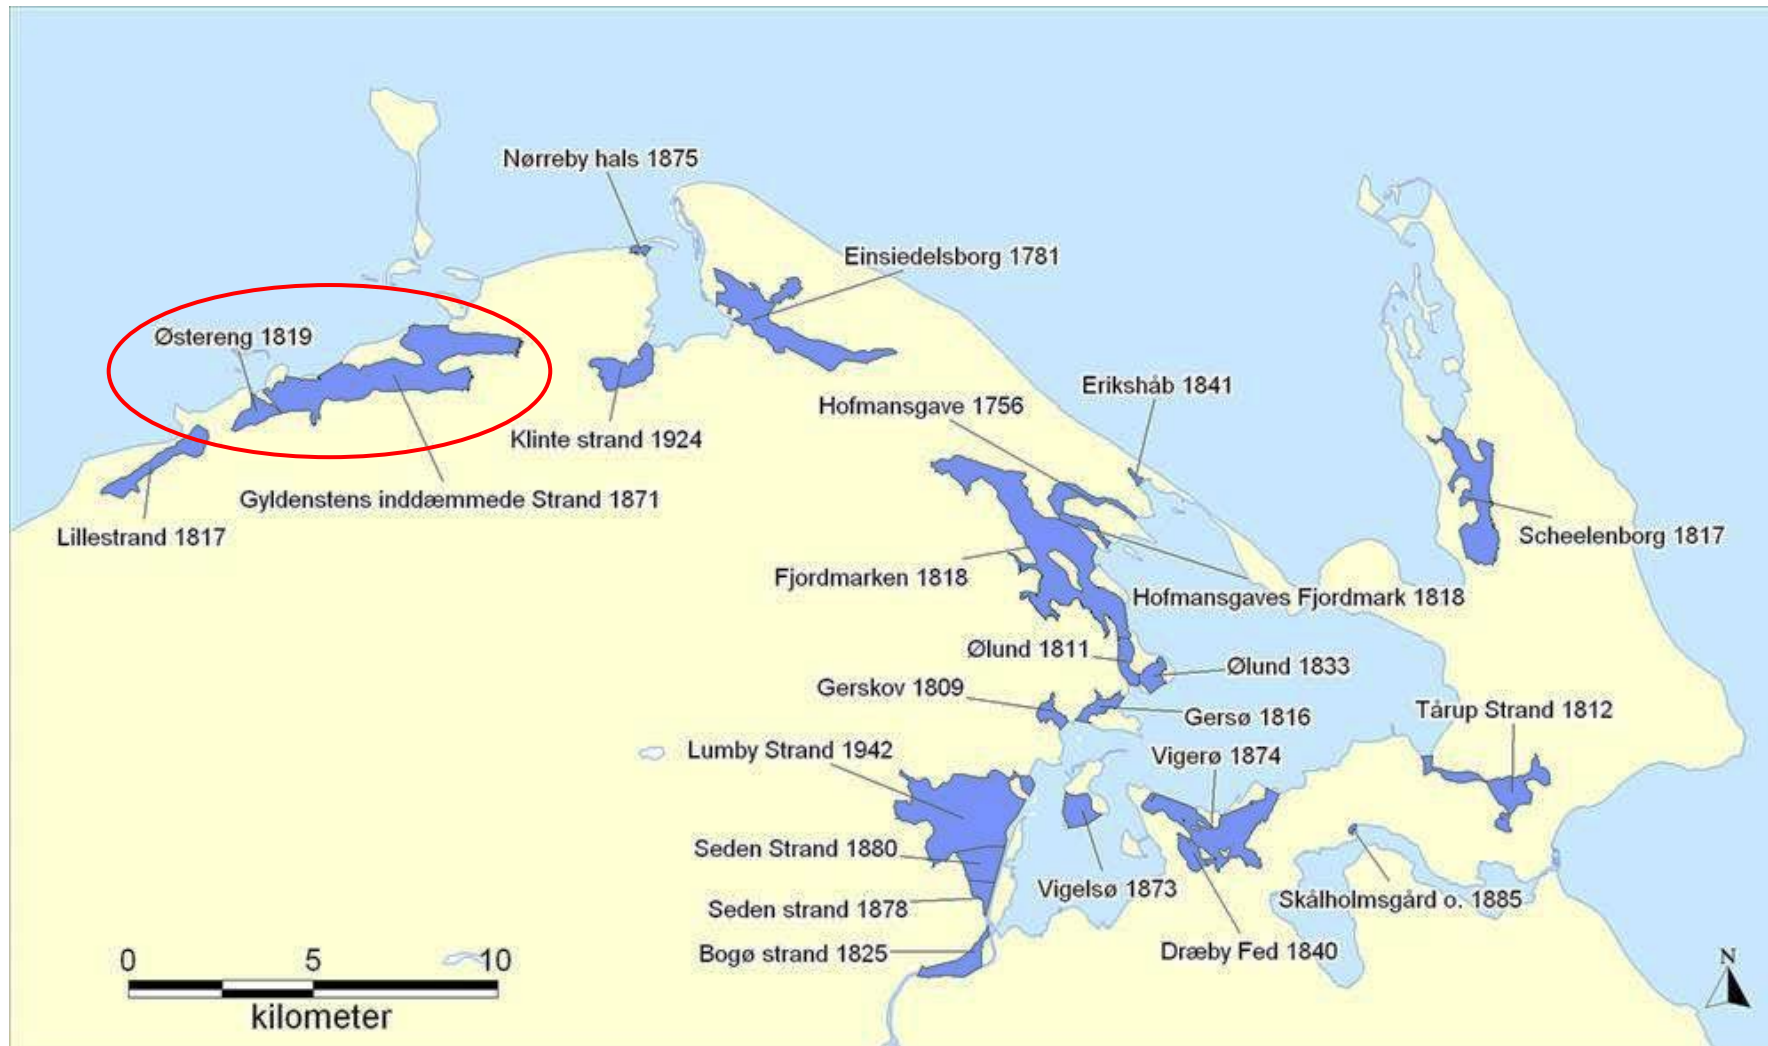 Nørreby hals 1875
Einsiedelsborg 1781
Østereng 1819
Erikshåb 1841
Hofmansgave 1756
Klinte strand 1924
Gyldenstens inddæmmede Strand 1871
Lillestrand 1817
Scheelenborg 1817
Fjordmarken 1818
Hofmansgaves Fjordmark 1818
Ølund 1811
Ølund 1833
Gerskov 1809
Gersø 1816
Tårup Strand 1812
Lumby Strand 1942
Vigerø 1874
Seden Strand 1880
Vigelsø 1873
Skålholmsgård o. 1885
Seden strand 1878
Dræby Fed 1840
Bogø strand 1825
0 5 10
kilometer
N